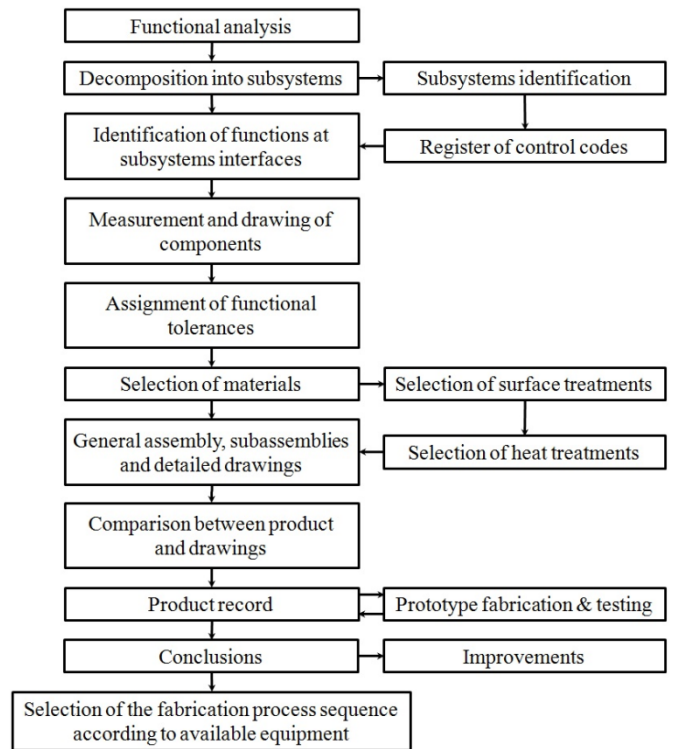 Functional analysis
Decomposition into subsystems
Subsystems identification
Identification of functions at
subsystems interfaces
Register of control codes
Measurement and drawing of
components
Assignment of functional
tolerances
Selection of materials
Selection of surface treatments
General assembly, subassemblies
and detailed drawings
Selection of heat treatments
Comparison between product
and drawings
Product record
Prototype fabrication & testing
Conclusions
Improvements
Selection of the fabrication process sequence
according to available equipment